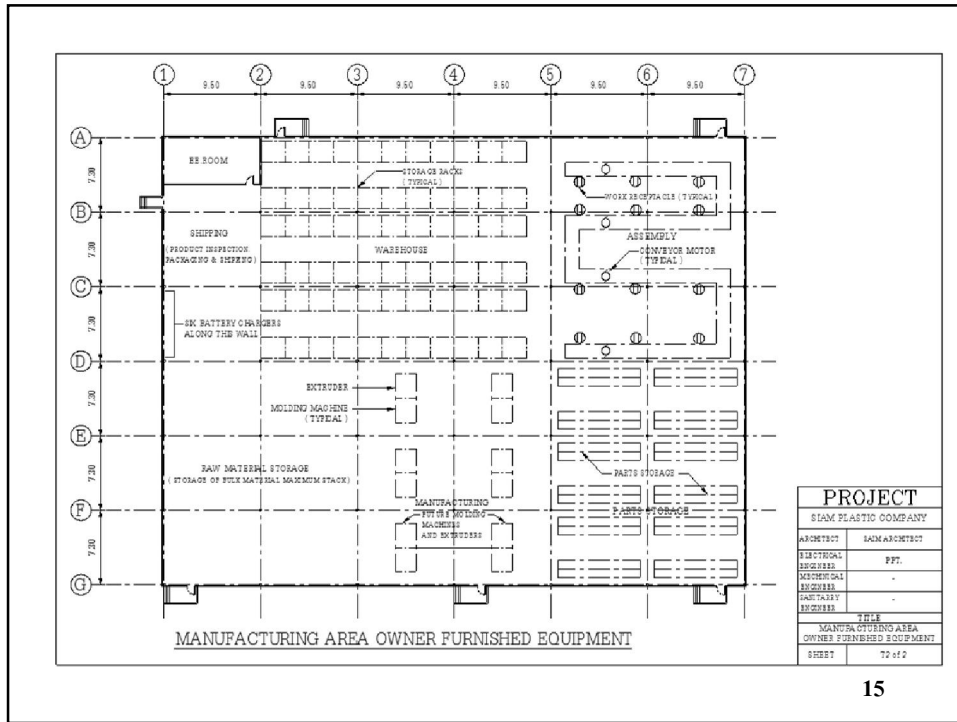 1 2 3 4 5 6 7
9.50 9.50 9.50 9.50 9.50 9.50
A
7.30
B
7.30
C
7.30
D
7.30
E
7.30
F
7.30
G
EE ROOM
STORAGE RACKS
(TYPICAL)
WORK RECEPTACLE (TYPICAL)
SHIPPING
(PRODUCT INSPECTION
PACKAGING & SHIPPING)
WAREHOUSE
ASSEMBLY
CONVEYOR MOTOR
(TYPICAL)
SIX BATTERY CHARGERS
ALONG THIS WALL
EXTRUDER
MOLDING MACHINE
(TYPICAL)
RAW MATERIAL STORAGE
(STORAGE OF BULK MATERIAL MAXIMUM STACK)
PARTS STORAGE
MANUFACTURING
FUTURE MOLDING
MACHINES
AND EXTRUDERS
PARTS STORAGE
MANUFACTURING AREA OWNER FURNISHED EQUIPMENT
PROJECT
SIAM PLASTIC COMPANY
ARCHITECT SAIM ARCHITECT
ELECTRICAL
ENGINEER
PPT.
MECHNICAL
ENGINEER
-
SANITARRY
ENGINEER
-
TITLE
MANUFACTURING AREA
OWNER FURNISHED EQUIPMENT
SHEET T2 of 2
15